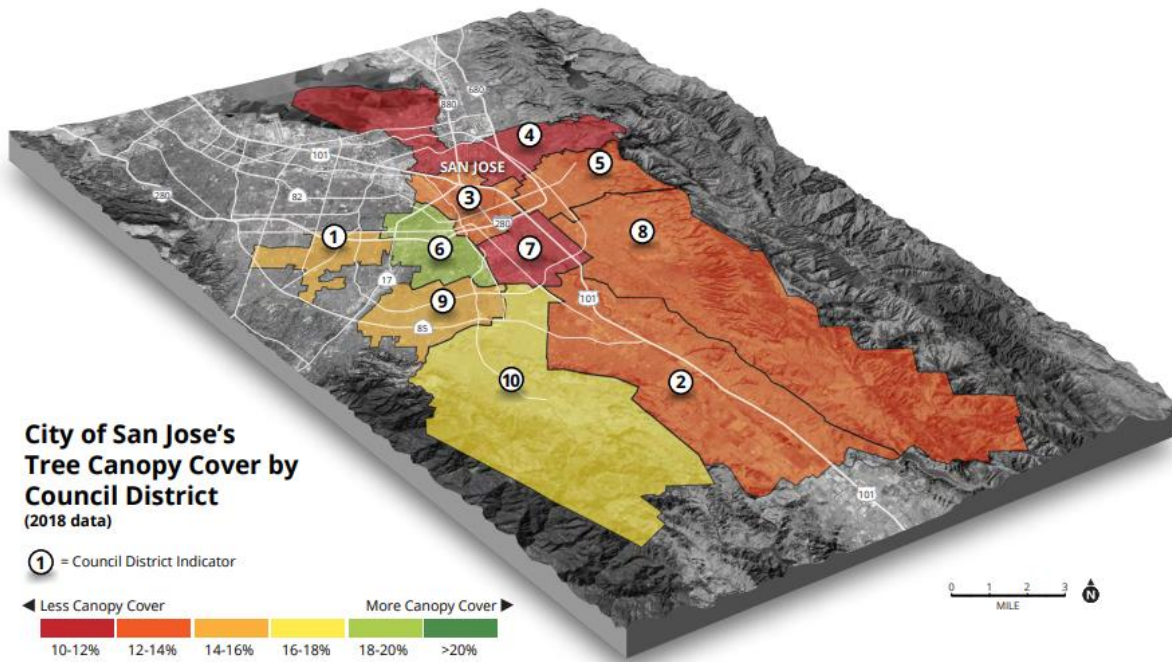 680
880
4
101
SAN JOSE
5
280
82
3
280
8
1
6
7
17
9
101
85
10
2
101
City of San Jose's
Tree Canopy Cover by
Council District
(2018 data)
1 = Council District Indicator
Less Canopy Cover More Canopy Cover
10-12% 12-14% 14-16% 16-18% 18-20% >20%
0 1 2 3
MILE
N